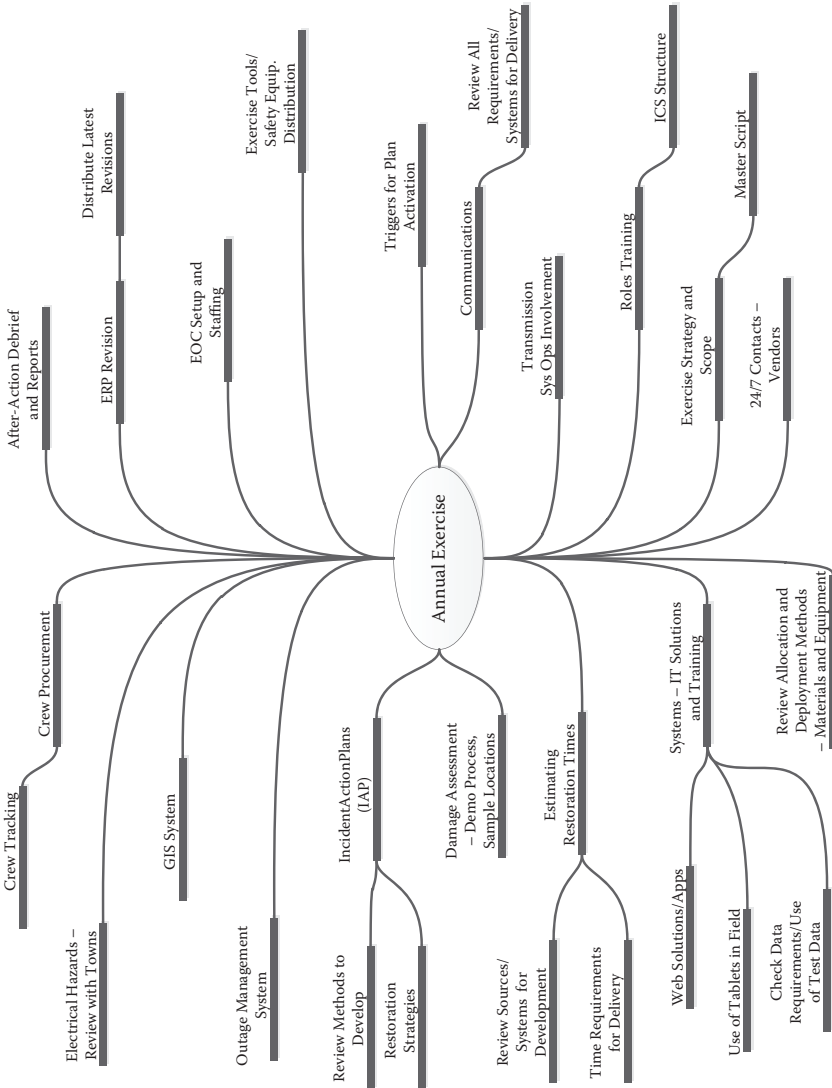 After-Action Debrief
and Reports
Distribute Latest
Revisions
ERP Revision
EOC Setup and
Staffing
Exercise Tools/
Safety Equip.
Distribution
Triggers for Plan
Activation
Review All
Requirements/
Systems for Delivery
Communications
Transmission
Sys Ops Involvement
ICS Structure
Roles Training
Master Script
Exercise Strategy and
Scope
24/7 Contacts –
Vendors
Annual Exercise
Crew Procurement
Crew Tracking
Electrical Hazards –
Review with Towns
GIS System
Outage Management
System
IncidentActionPlans
(IAP)
Review Methods to
Develop
Restoration
Strategies
Damage Assessment
– Demo Process,
Sample Locations
Estimating
Restoration Times
Review Sources/
Systems for
Development
Time Requirements
for Delivery
Systems – IT Solutions
and Training
Web Solutions/Apps
Use of Tablets in Field
Check Data
Requirements/Use
of Test Data
Review Allocation and
Deployment Methods
– Materials and Equipment